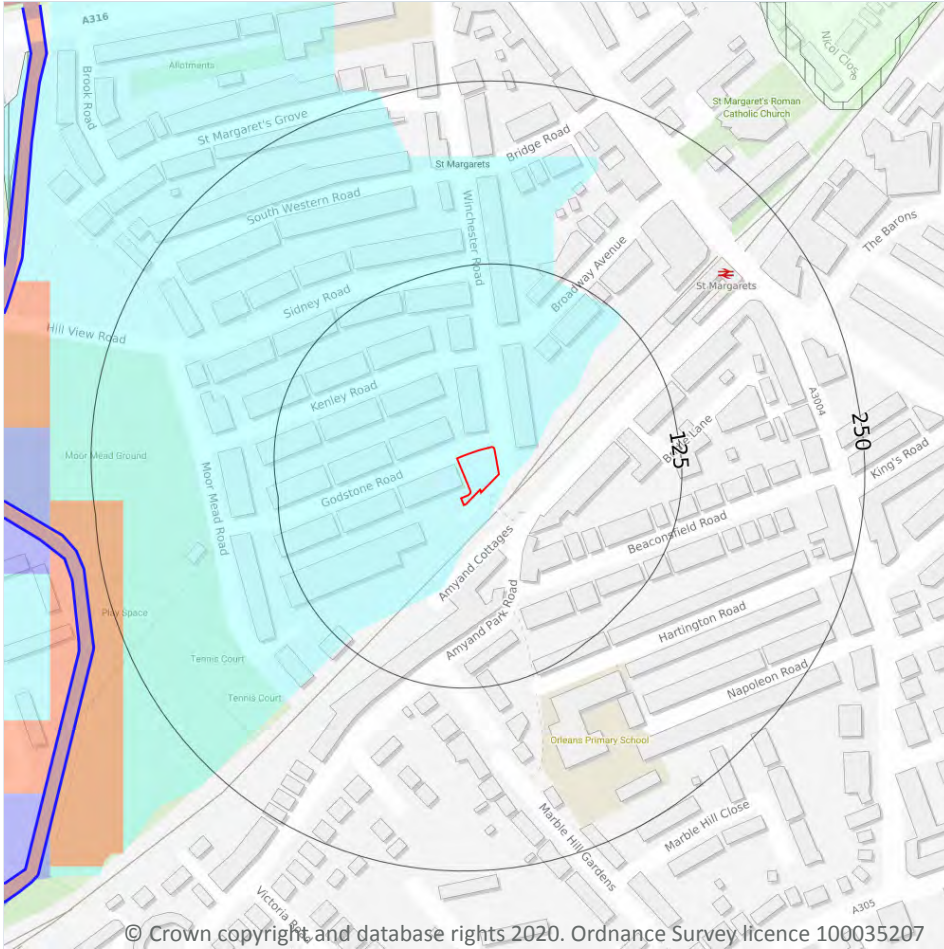 A316
Brook Road
Allotments
Nicol Close
St Margaret's Grove
St Margaret's Roman
Catholic Church
Bridge Road
St Margarets
South Western Road
Winchester Road
The Barons
Broadway Avenue
St Margarets
Sidney Road
Hill View Road
Kenley Road
A3004
125
250
Moor Mead Ground
King's Road
Moor Mead Road
Godstone Road
Lane
Beaconsfield Road
Amyand Cottages
Play Space
Amyand Park Road
Hartington Road
Tennis Court
Napoleon Road
Tennis Court
Orleans Primary School
Marble Hill Gardens
Marble Hill Close
Victoria
A305
© Crown copyright and database rights 2020. Ordnance Survey licence 100035207